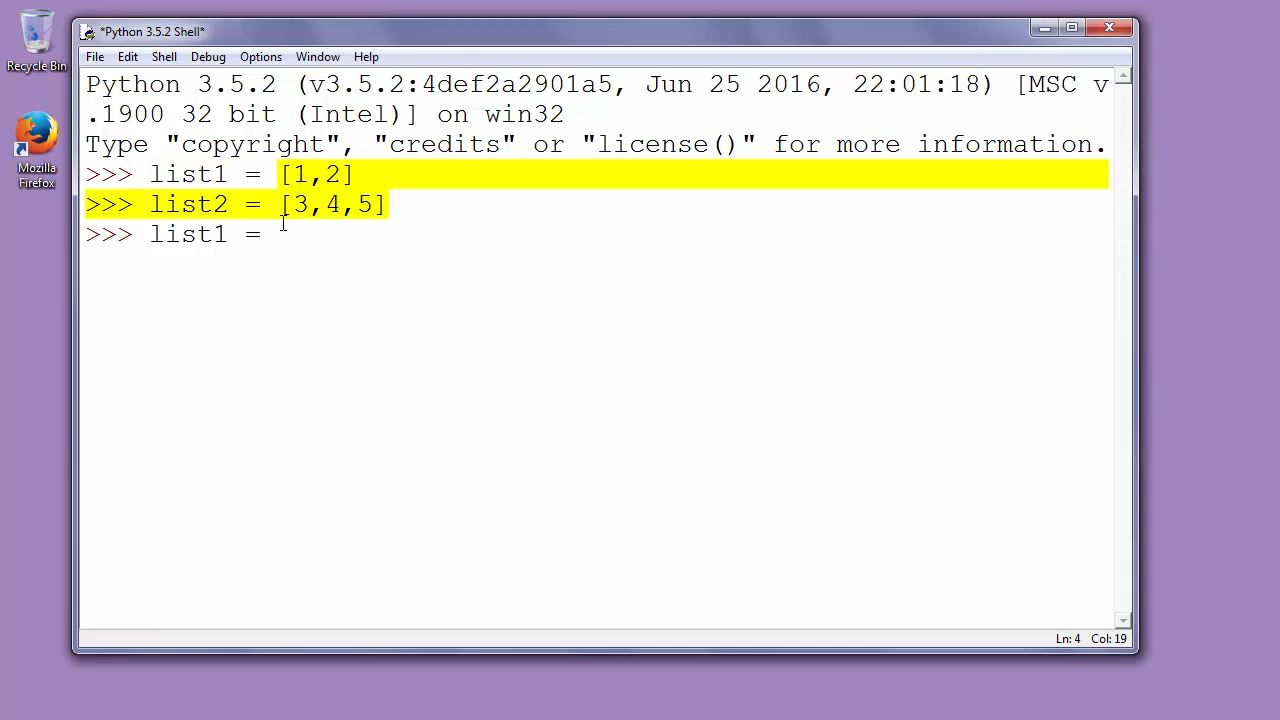 Recycle Bin
Mozilla
Firefox
*Python 3.5.2 Shell*
File Edit Shell Debug Options Window Help
Python 3.5.2 (v3.5.2:4def2a2901a5, Jun 25 2016, 22:01:18) [MSC v
.1900 32 bit (Intel)] on win32
Type "copyright", "credits" or "license()" for more information.
>>> list1 = [1,2]
>>> list2 = [3,4,5]
>>> list1 =
Ln: 4 Col: 19